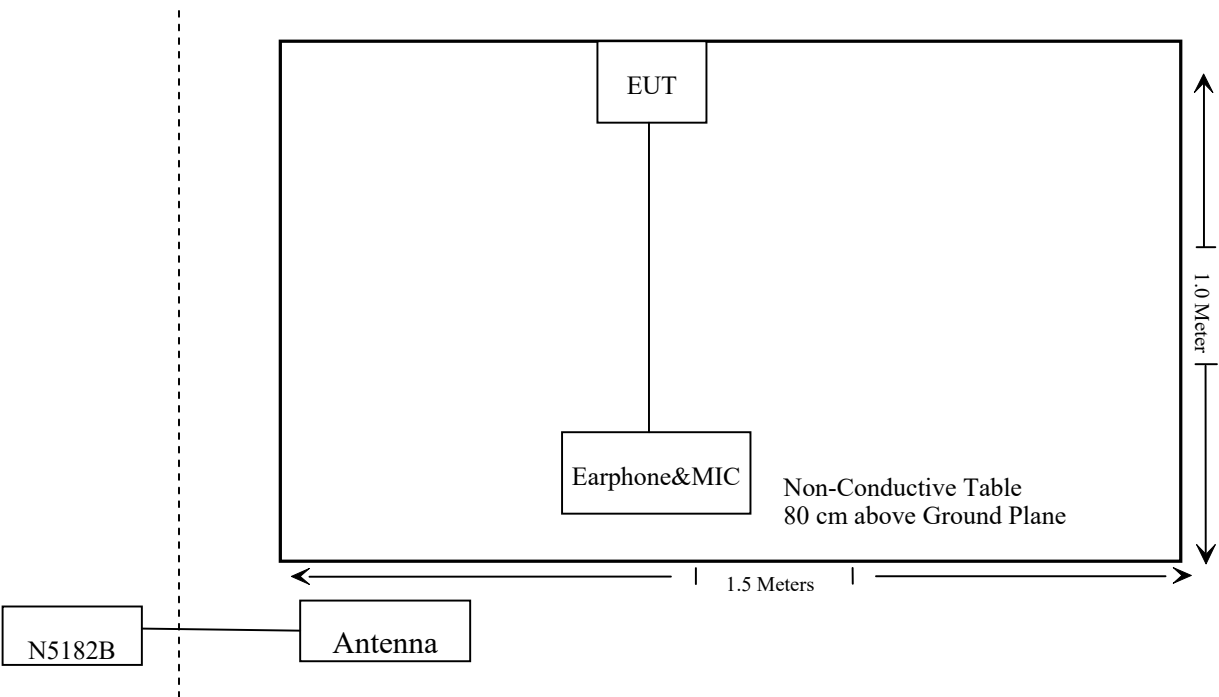 EUT
1.0 Meter
Earphone&MIC
Non-Conductive Table
80 cm above Ground Plane
1.5 Meters
N5182B
Antenna